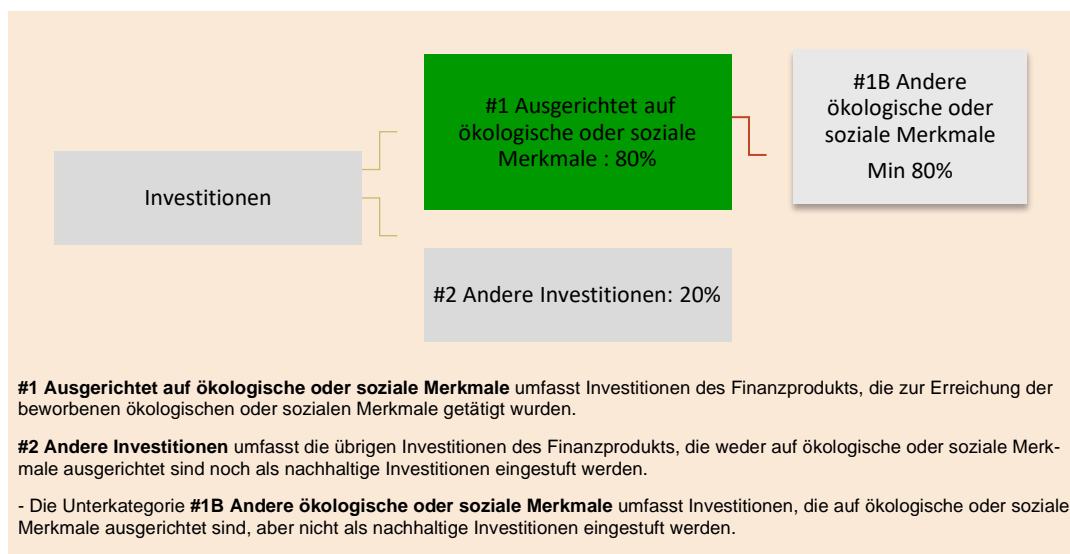 #1 Ausgerichtet auf
ökologische oder soziale
Merkmale : 80%
#1B Andere
ökologische oder
soziale Merkmale
Min 80%
Investitionen
#2 Andere Investitionen: 20%
#1 Ausgerichtet auf ökologische oder soziale Merkmale umfasst Investitionen des Finanzprodukts, die zur Erreichung der
beworbenen ökologischen oder sozialen Merkmale getätigt wurden.
#2 Andere Investitionen umfasst die übrigen Investitionen des Finanzprodukts, die weder auf ökologische oder soziale Merk-
male ausgerichtet sind noch als nachhaltige Investitionen eingestuft werden.
- Die Unterkategorie #1B Andere ökologische oder soziale Merkmale umfasst Investitionen, die auf ökologische oder soziale
Merkmale ausgerichtet sind, aber nicht als nachhaltige Investitionen eingestuft werden.